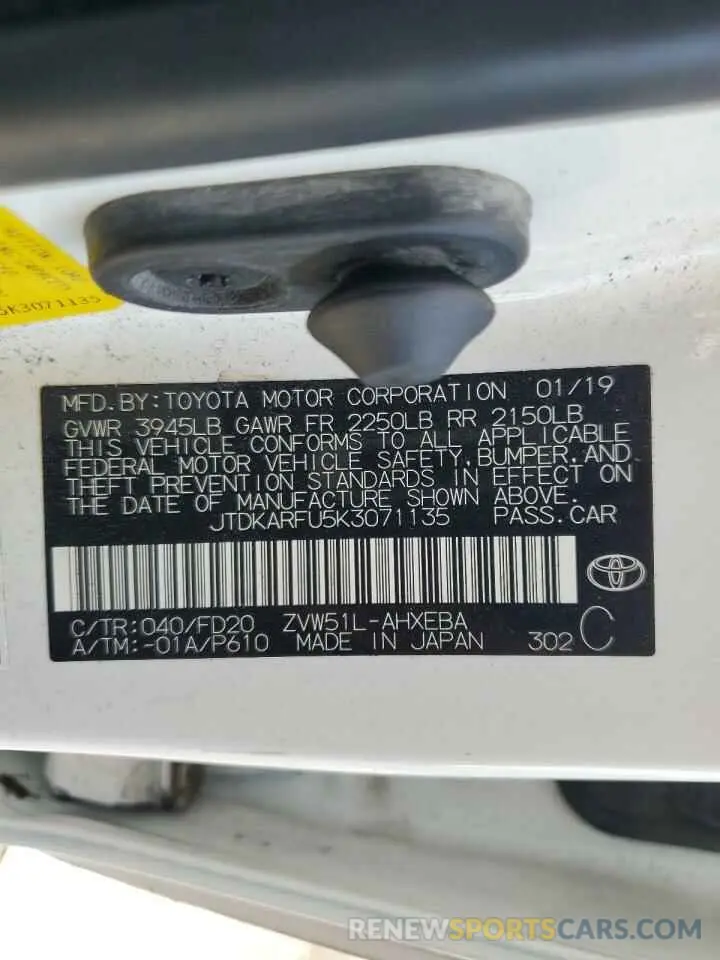 5K3071135
MFD.BY:TOYOTA MOTOR CORPORATION 01/19
GVWR 3945LB GAWR FR 2250LB RR 2150LB
THIS VEHICLE CONFORMS TO ALL APPLICABLE
FEDERAL MOTOR VEHICLE SAFETY,BUMPER,AND
THEFT PREVENTION STANDARDS IN EFFECT ON
THE DATE OF MANUFACTURE SHOWN ABOVE.
JTDKARFU5K3071135 PASS.CAR
C/TR:040/FD20 ZVW51L-AHXEBA
A/TM:-01A/P610 MADE IN JAPAN 302 C
RENEWSPORTSCARS.COM